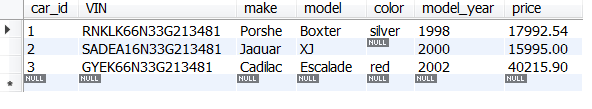 car_id VIN make model color model_year price
1 RNKLK66N33G213481 Porshe Boxter silver 1998 17992.54
2 SADEA16N33G213481 Jaguar XJ NULL 2000 15995.00
3 GYEK66N33G213481 Cadilac Escalade red 2002 40215.90
NULL NULL NULL NULL NULL NULL NULL